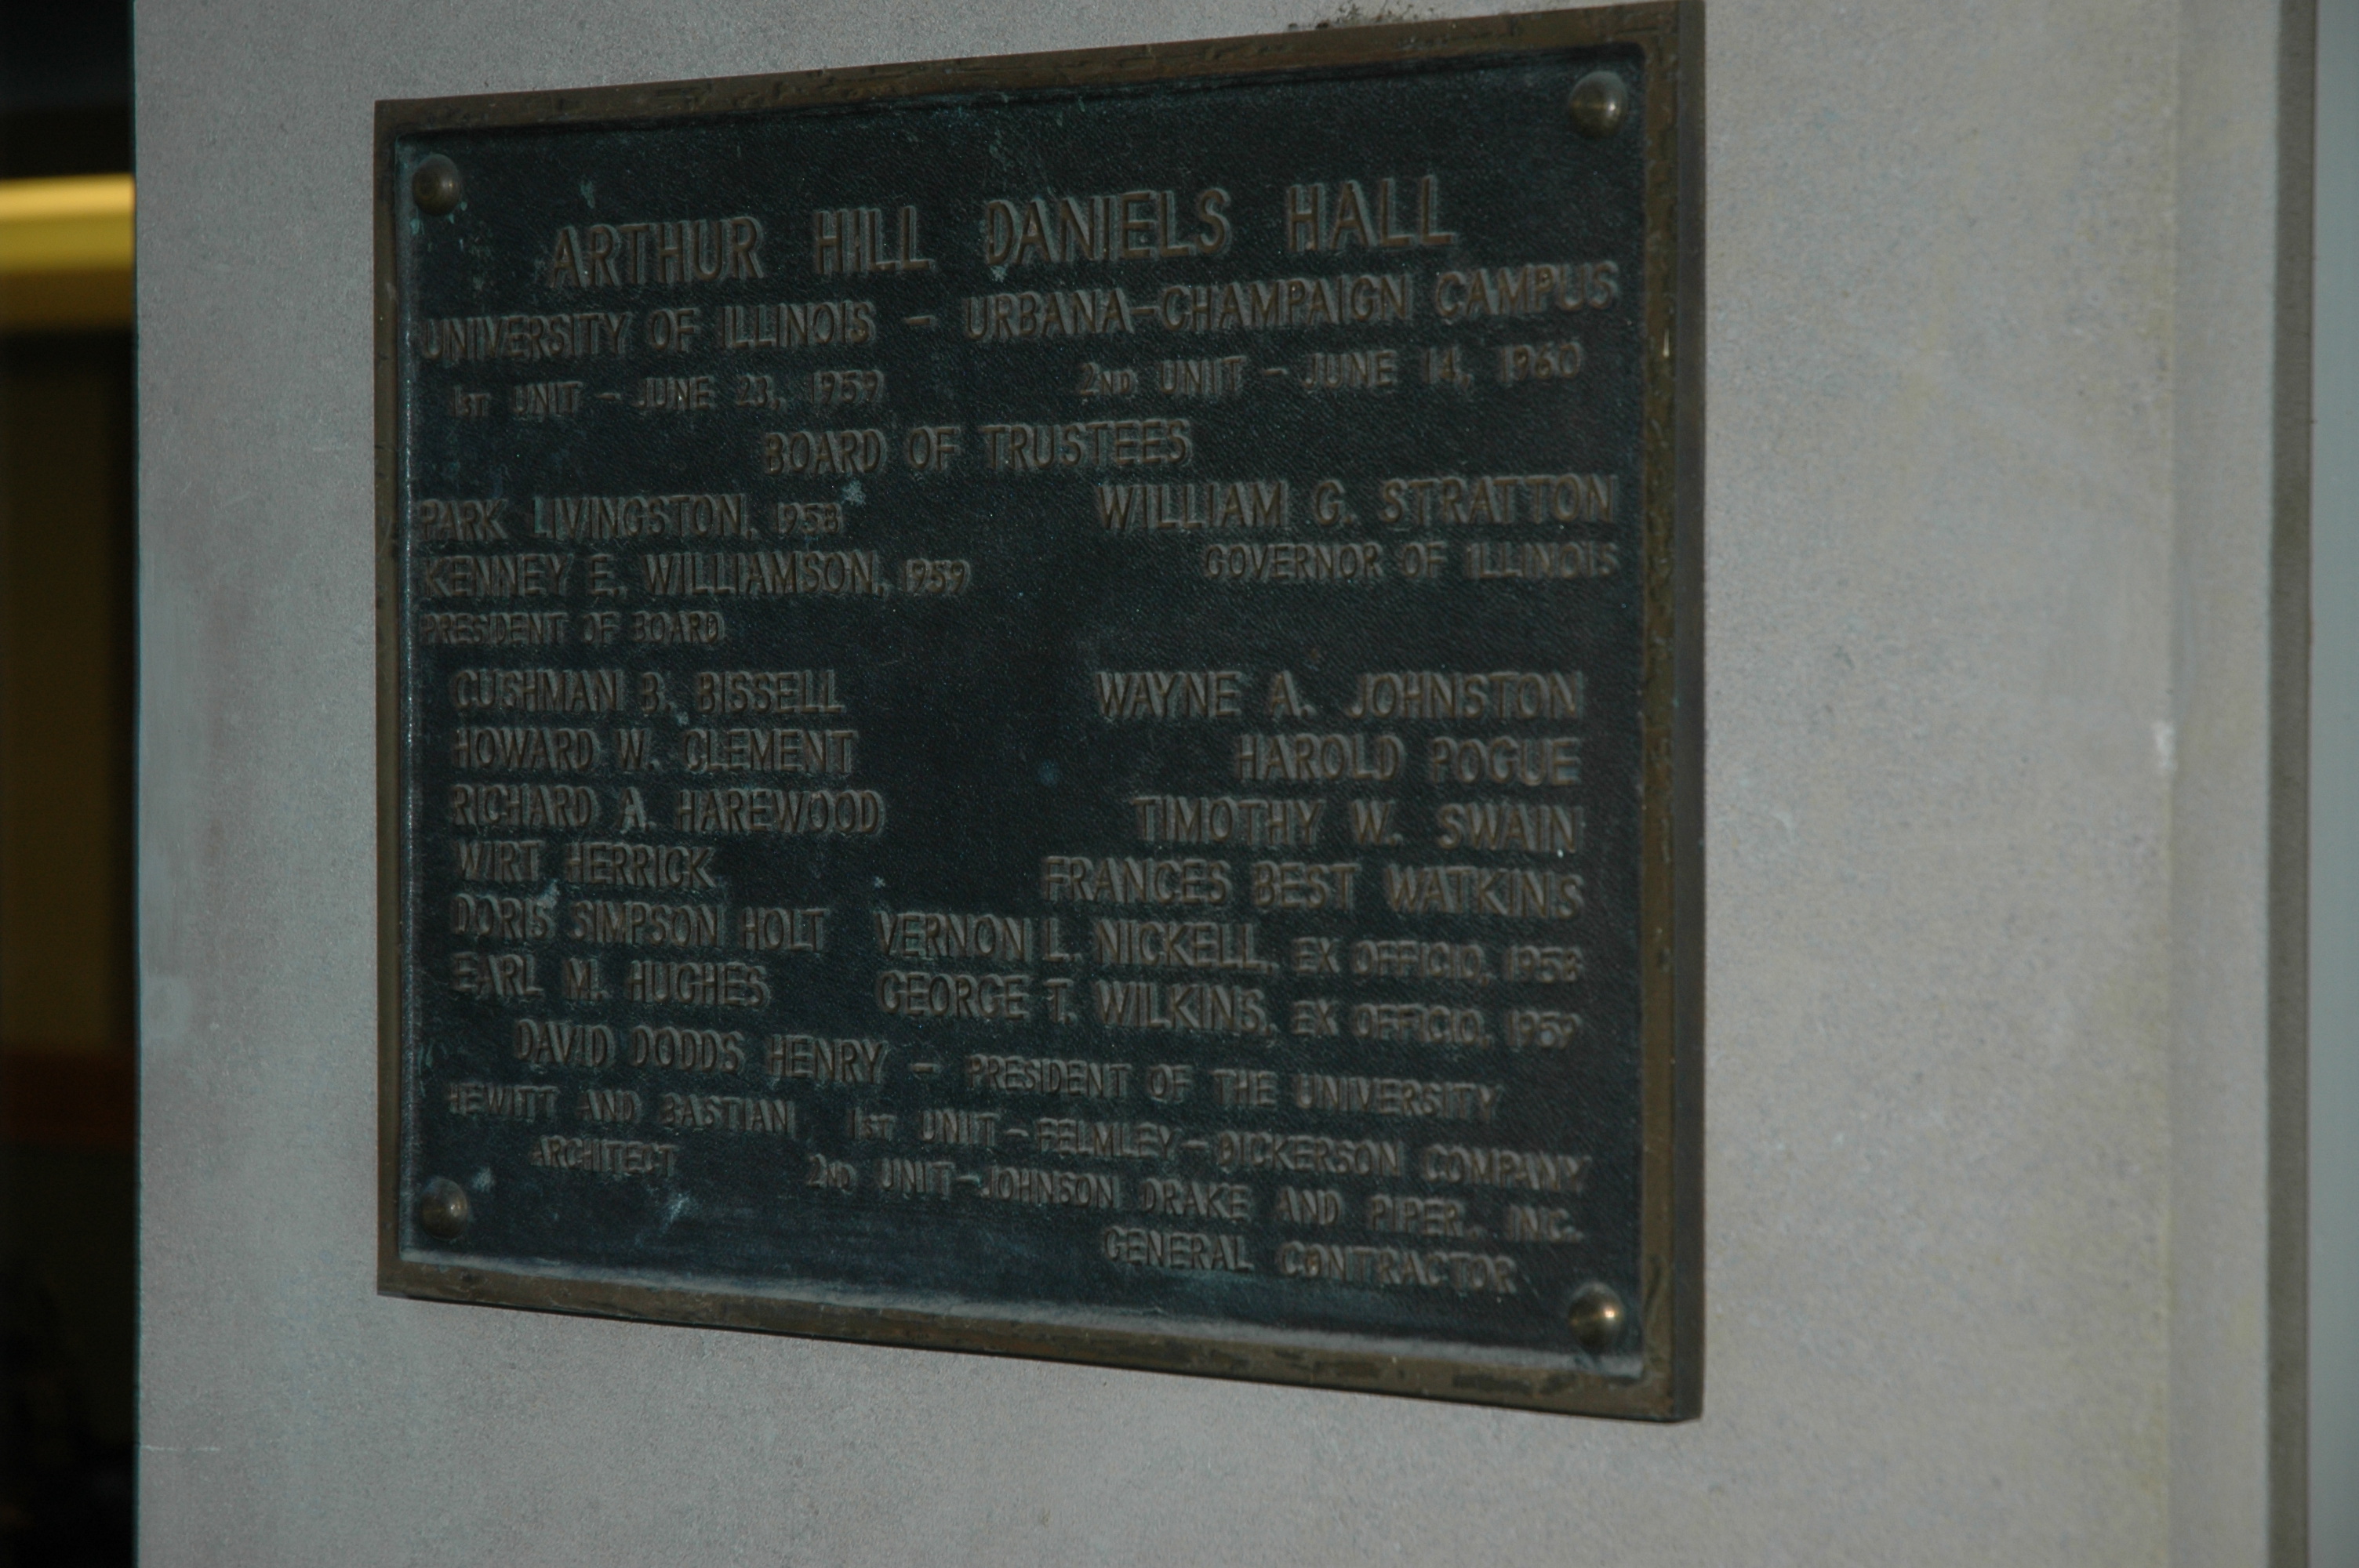 ARTHUR HILL DANIELS HALL
UNIVERSITY OF ILLINOIS – URBANA–CHAMPAIGN CAMPUS
1ST UNIT – JUNE 23, 1959 2ND UNIT – JUNE 14, 1960
BOARD OF TRUSTEES
PARK LIVINGSTON, 1958 WILLIAM G. STRATTON
KENNEY E. WILLIAMSON, 1959 GOVERNOR OF ILLINOIS
PRESIDENT OF BOARD
CUSHMAN B. BISSELL WAYNE A. JOHNSTON
HOWARD W. CLEMENT HAROLD POGUE
RICHARD A. HAREWOOD TIMOTHY W. SWAIN
WIRT HERRICK FRANCES BEST WATKINS
DORIS SIMPSON HOLT VERNON L. NICKELL, EX OFFICIO, 1958
EARL M. HUGHES GEORGE T. WILKINS, EX OFFICIO, 1959
DAVID DODDS HENRY – PRESIDENT OF THE UNIVERSITY
HEWITT AND BASTIAN 1ST UNIT – FELMLEY – DICKERSON COMPANY
ARCHITECT 2ND UNIT – JOHNSON DRAKE AND PIPER, INC.
GENERAL CONTRACTOR